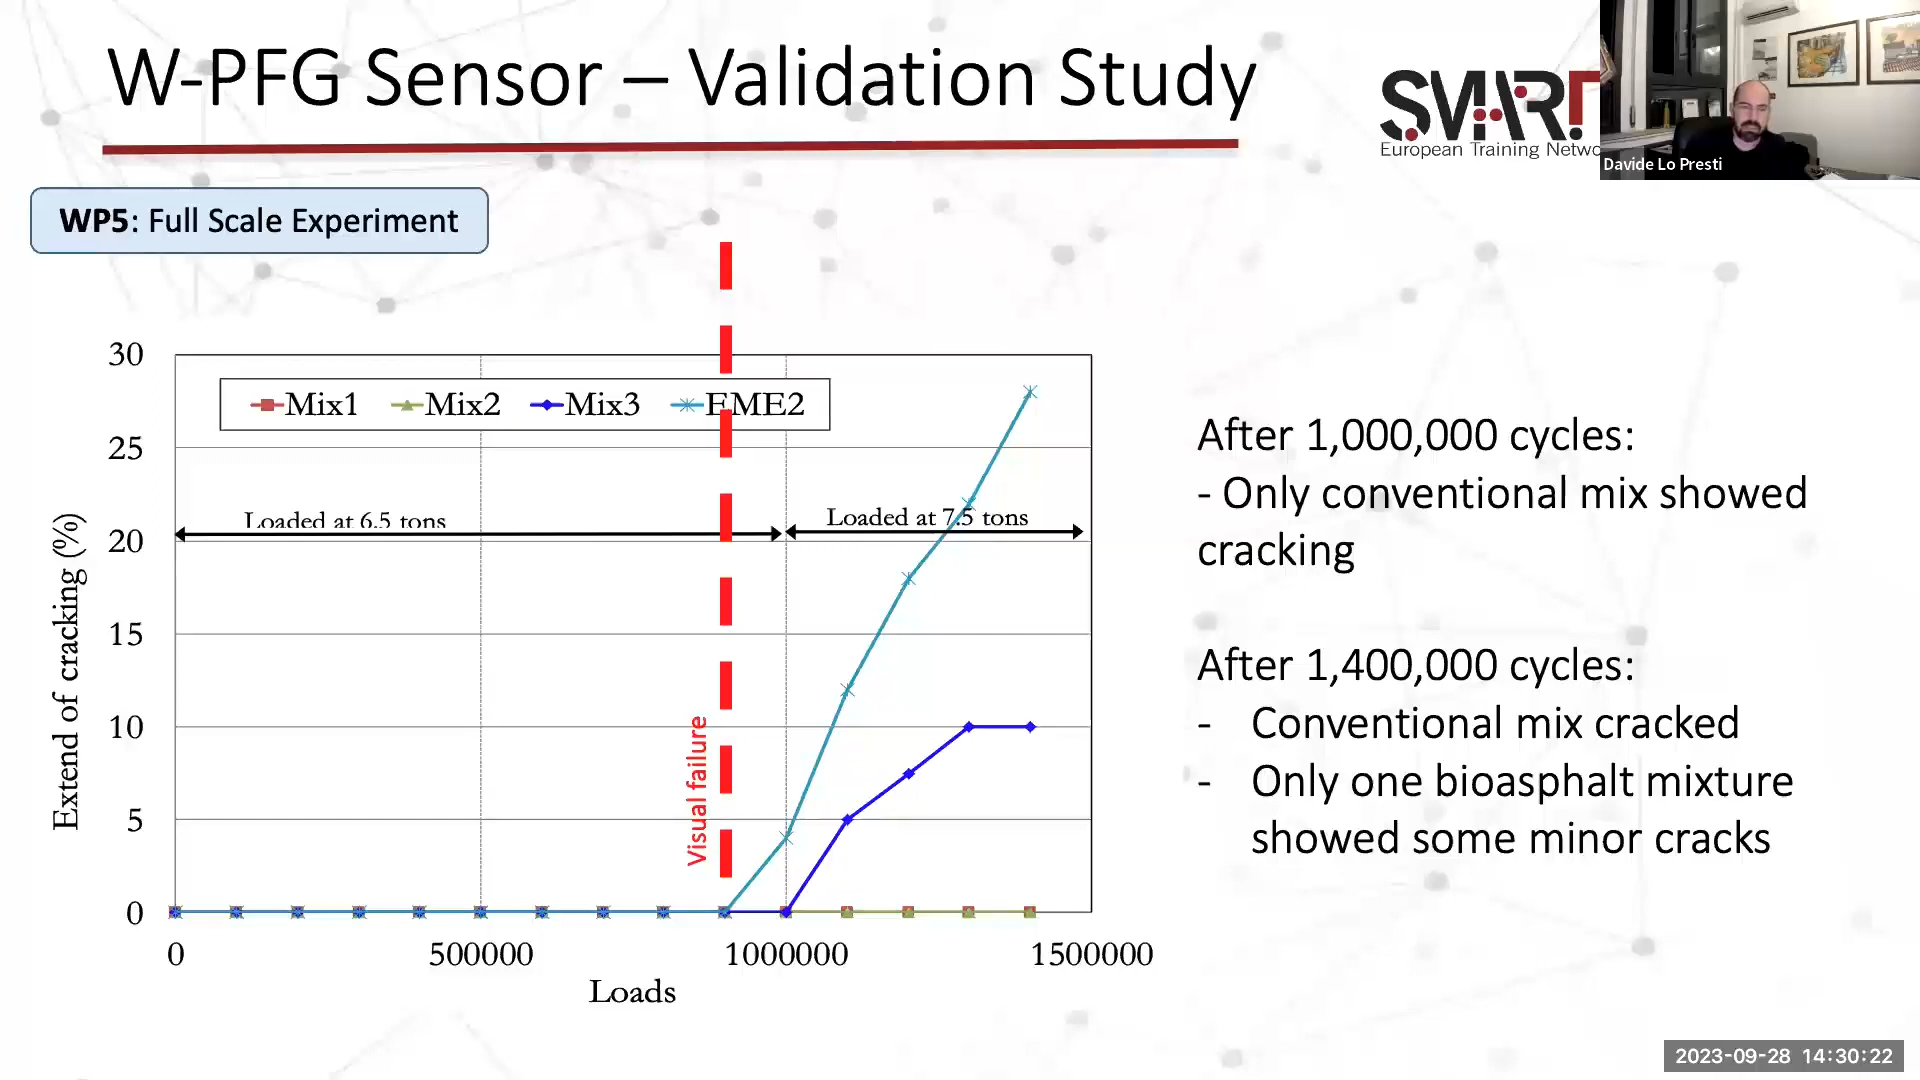 W-PFG Sensor – Validation Study
SMART
European Training Netwo
Davide Lo Presti
WP5: Full Scale Experiment
30
25
20
15
10
5
0
Extend of cracking (%)
Mix1 Mix2 Mix3 EME2
Loaded at 6.5 tons
Loaded at 7.5 tons
Visual failure
0 500000 1000000 1500000
Loads
After 1,000,000 cycles:
- Only conventional mix showed
cracking
After 1,400,000 cycles:
- Conventional mix cracked
- Only one bioasphalt mixture
showed some minor cracks
2023-09-28 14:30:22